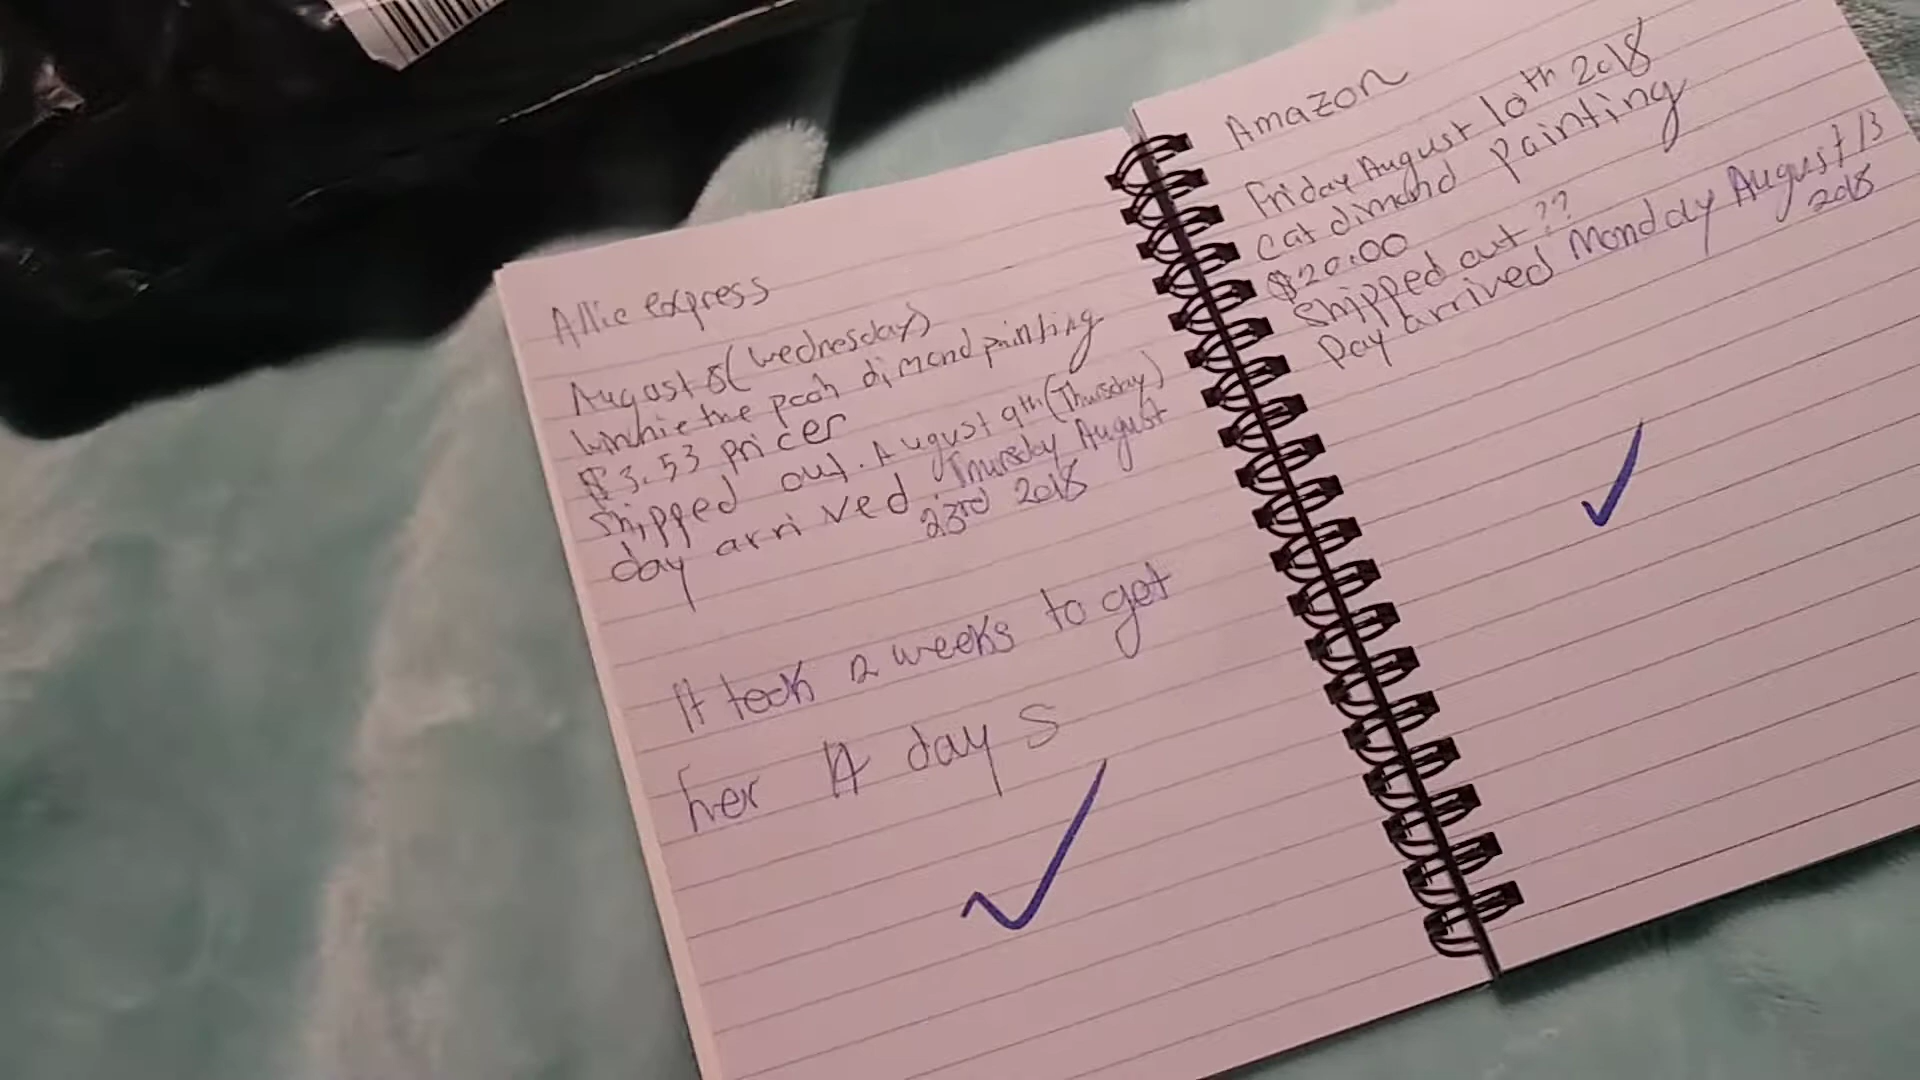 Allie express
August 8 (Wednesday)
Winnie the pooh dimond painting
$3.53 pricer
Shipped out. August 9th (Thursday)
day arrived. Thursday August
23rd 2018
It took 2 weeks to get
her 14 days
Amazon
Friday August 10th 2018
Cat dimond painting
$20.00
Shipped out ??
Day arrived Monday August 13
2018